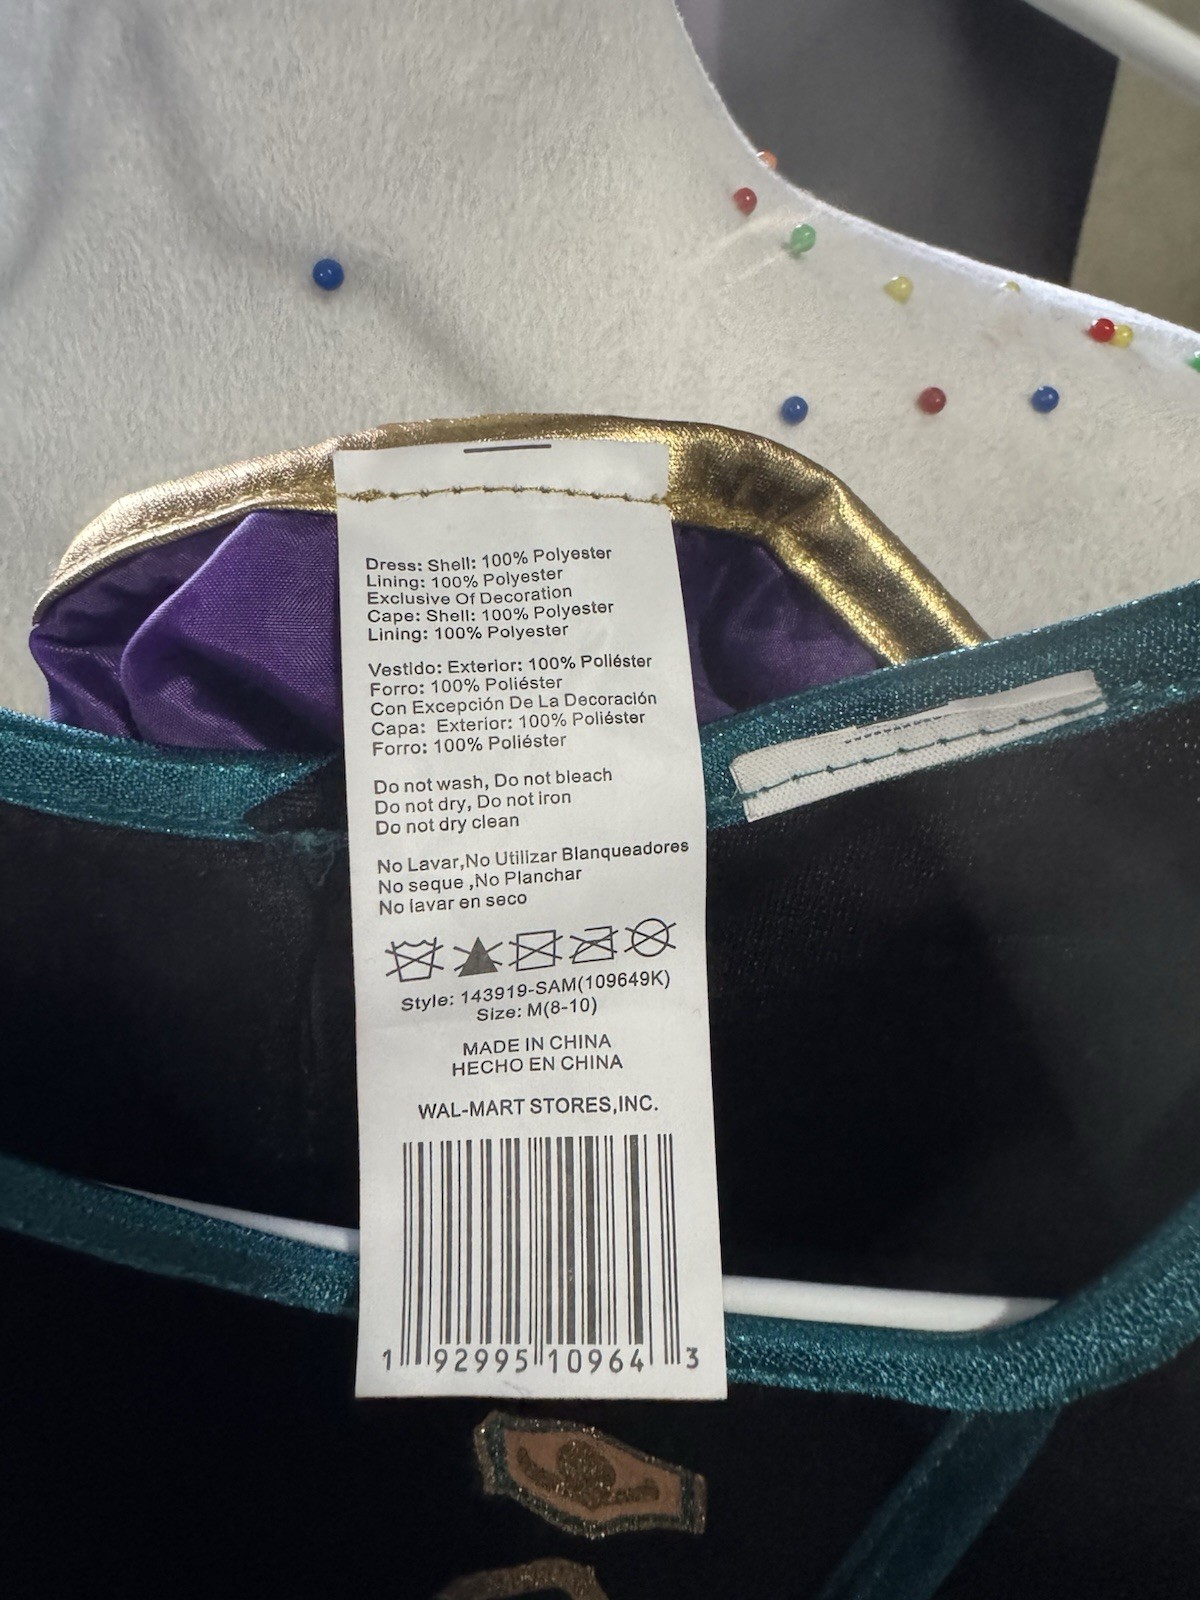 Dress: Shell: 100% Polyester
Lining: 100% Polyester
Exclusive Of Decoration
Cape: Shell: 100% Polyester
Lining: 100% Polyester
Vestido: Exterior: 100% Poliéster
Forro: 100% Poliéster
Con Excepción De La Decoración
Capa: Exterior: 100% Poliéster
Forro: 100% Poliéster
Do not wash, Do not bleach
Do not dry, Do not iron
Do not dry clean
No Lavar,No Utilizar Blanqueadores
No seque ,No Planchar
No lavar en seco
Style: 143919-SAM(109649K)
Size: M(8-10)
MADE IN CHINA
HECHO EN CHINA
WAL-MART STORES,INC.
1 92995 10964 3